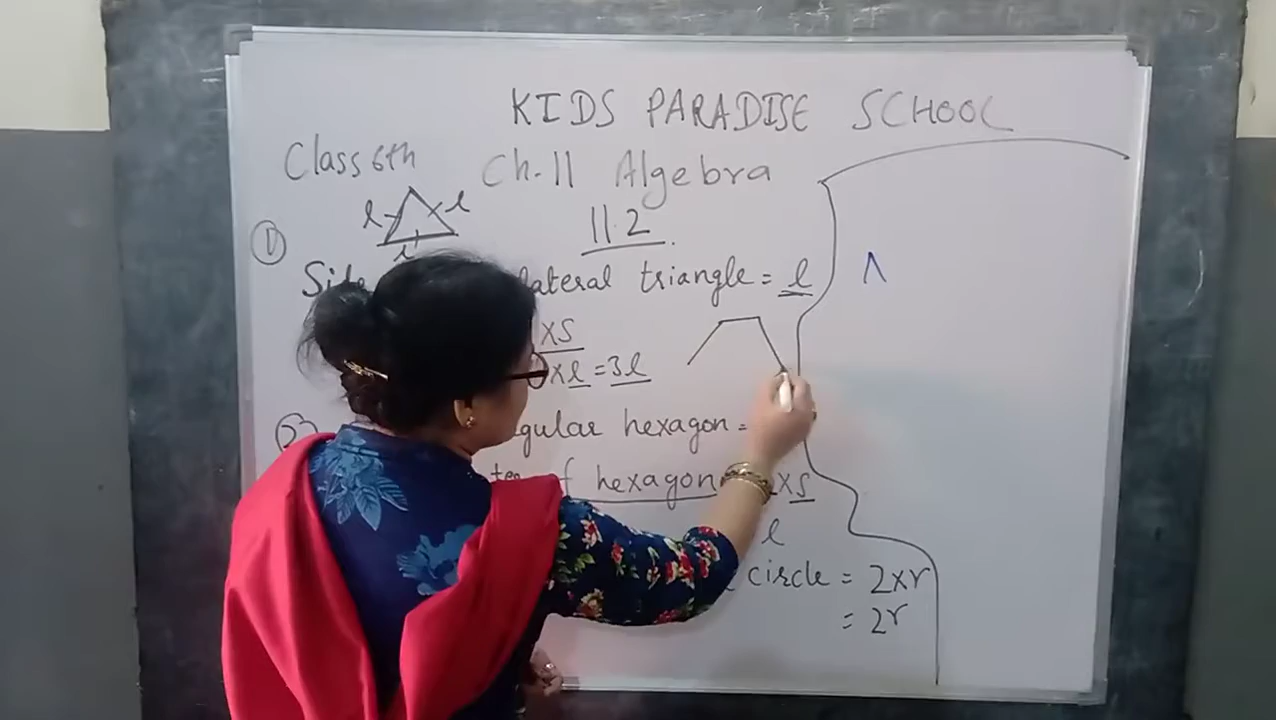 KIDS PARADISE SCHOOL
Class 6th Ch.11 Algebra
l l
11.2
① lateral triangle = l
xS
xl = 3l
② gular hexagon =
hexagon xs
l
circle = 2xr
= 2r